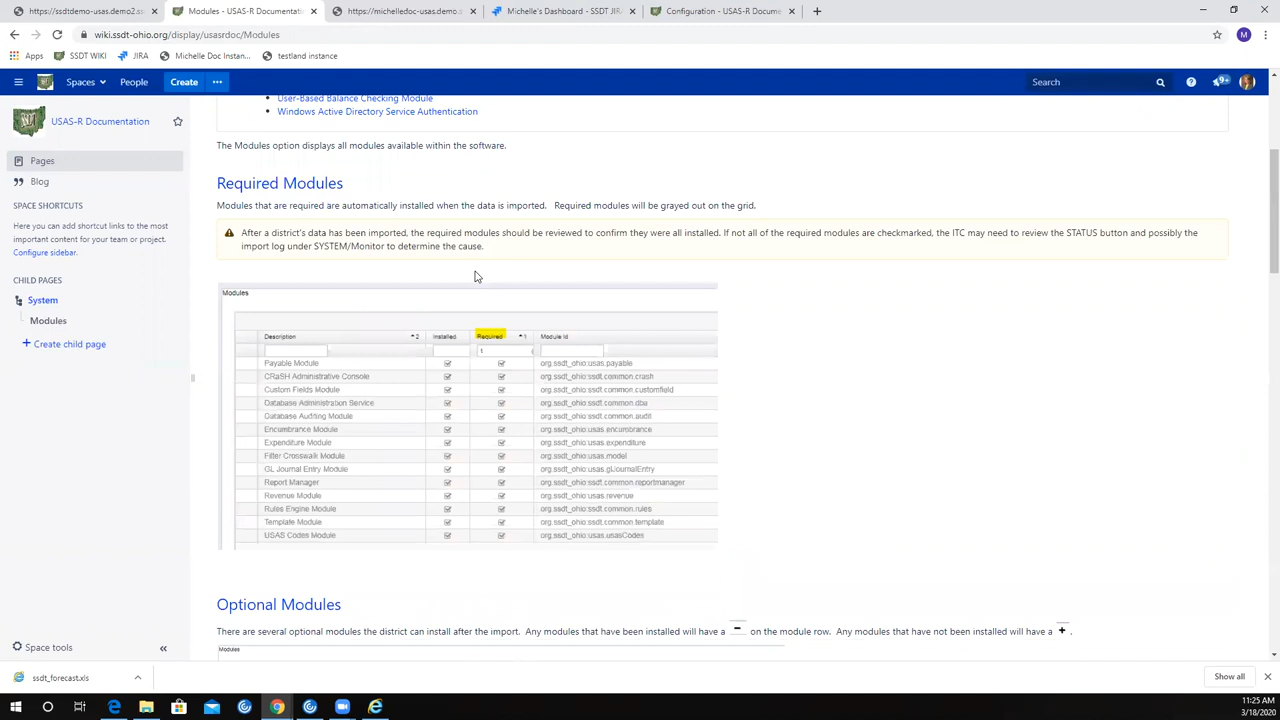 https://ssdtdemo-usas.demo2.ss
Modules - USAS-R Documentatio
https://michelledoc-usas.demo.s
Michelle's Dashboard - SSDT JIR
Configuration - USAS-R Docume
wiki.ssdt-ohio.org/display/usasrdoc/Modules
M
Apps
SSDT WIKI
JIRA
Michelle Doc Instan...
testland instance
Spaces
People
Create
Search
9+
USAS-R Documentation
Pages
Blog
SPACE SHORTCUTS
Here you can add shortcut links to the most
important content for your team or project.
Configure sidebar.
CHILD PAGES
System
Modules
+ Create child page
Space tools
User-Based Balance Checking Module
Windows Active Directory Service Authentication
The Modules option displays all modules available within the software.
Required Modules
Modules that are required are automatically installed when the data is imported. Required modules will be grayed out on the grid.
After a district's data has been imported, the required modules should be reviewed to confirm they were all installed. If not all of the required modules are checkmarked, the ITC may need to review the STATUS button and possibly the
import log under SYSTEM/Monitor to determine the cause.
Modules
Description 2 Installed Required 1 Module Id
t
Payable Module org.ssdt_ohio:usas.payable
CRaSH Administrative Console org.ssdt_ohio:ssdt.common.crash
Custom Fields Module org.ssdt_ohio:ssdt.common.customfield
Database Administration Service org.ssdt_ohio:ssdt.common.dba
Database Auditing Module org.ssdt_ohio:ssdt.common.audit
Encumbrance Module org.ssdt_ohio:usas.encumbrance
Expenditure Module org.ssdt_ohio:usas.expenditure
Filter Crosswalk Module org.ssdt_ohio:usas.model
GL Journal Entry Module org.ssdt_ohio:usas.glJournalEntry
Report Manager org.ssdt_ohio:ssdt.common.reportmanager
Revenue Module org.ssdt_ohio:usas.revenue
Rules Engine Module org.ssdt_ohio:ssdt.common.rules
Template Module org.ssdt_ohio:ssdt.common.template
USAS Codes Module org.ssdt_ohio:usas.usasCodes
Optional Modules
There are several optional modules the district can install after the import. Any modules that have been installed will have a - on the module row. Any modules that have not been installed will have a + .
Modules
ssdt_forecast.xls
Show all
11:25 AM
3/18/2020